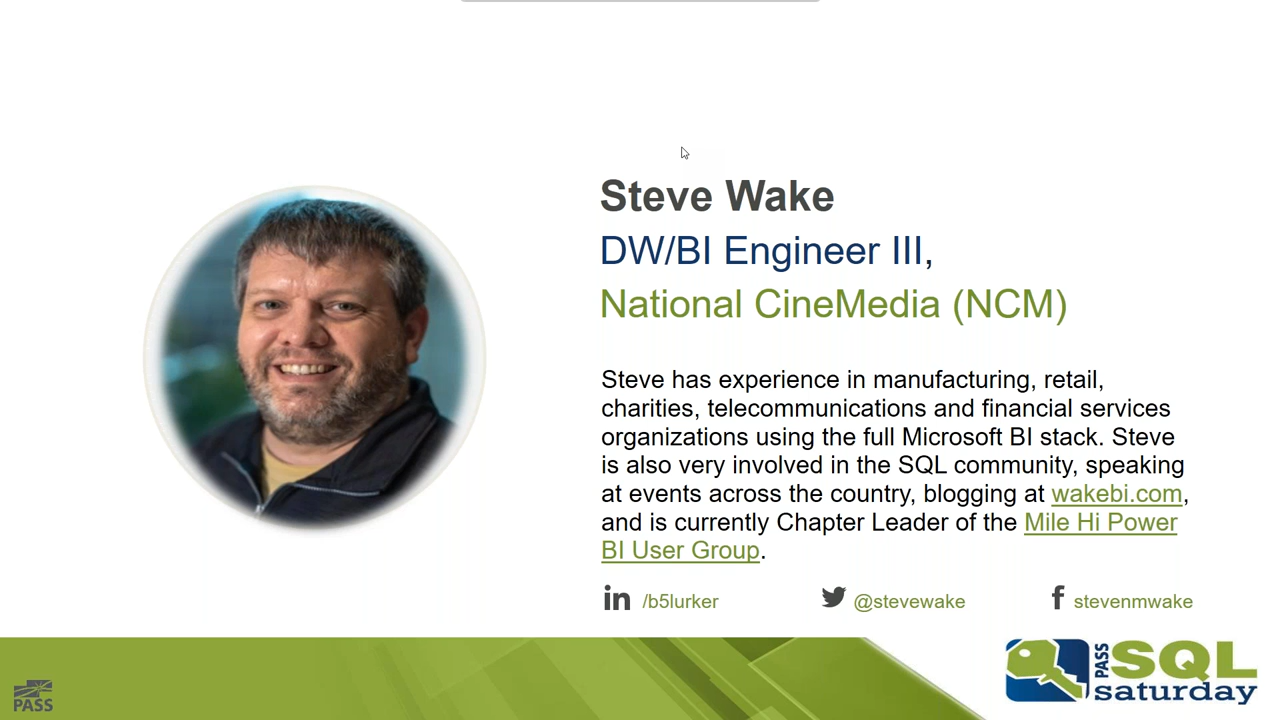 Steve Wake
DW/BI Engineer III,
National CineMedia (NCM)
Steve has experience in manufacturing, retail,
charities, telecommunications and financial services
organizations using the full Microsoft BI stack. Steve
is also very involved in the SQL community, speaking
at events across the country, blogging at wakebi.com,
and is currently Chapter Leader of the Mile Hi Power
BI User Group.
in /b5lurker
@stevewake
f stevenmwake
PASS
PASS SQL
saturday